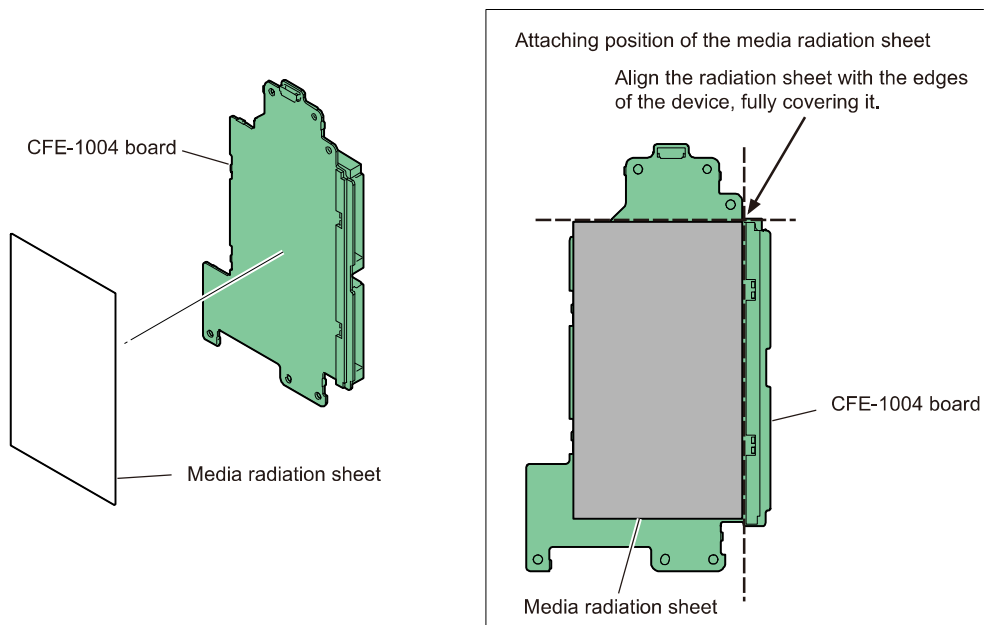 CFE-1004 board
Media radiation sheet
Attaching position of the media radiation sheet
Align the radiation sheet with the edges
of the device, fully covering it.
CFE-1004 board
Media radiation sheet